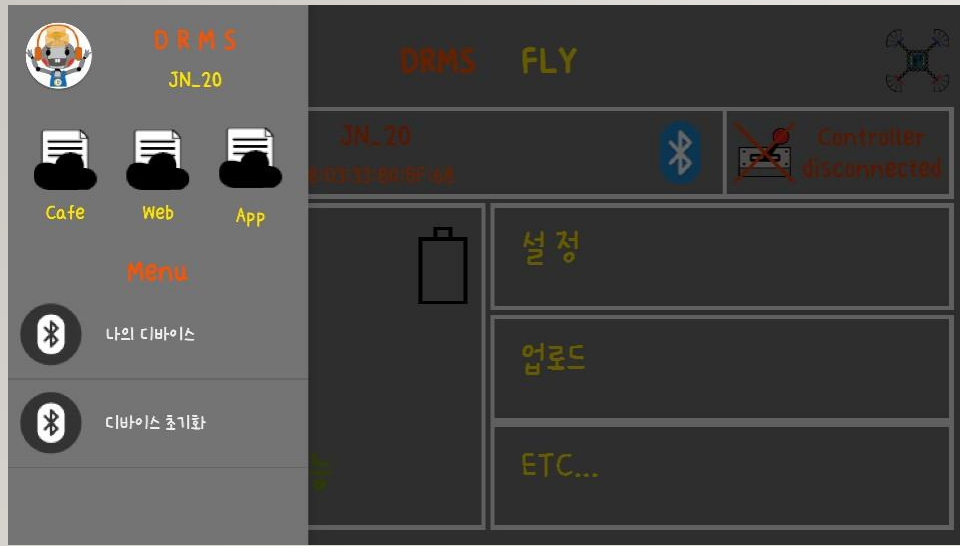 D R M S
JN_20
Cafe
Web
App
Menu
나의 디바이스
디바이스 초기화
DRMS FLY
JN_20
Controller
disconnected
설 정
업로드
ETC...